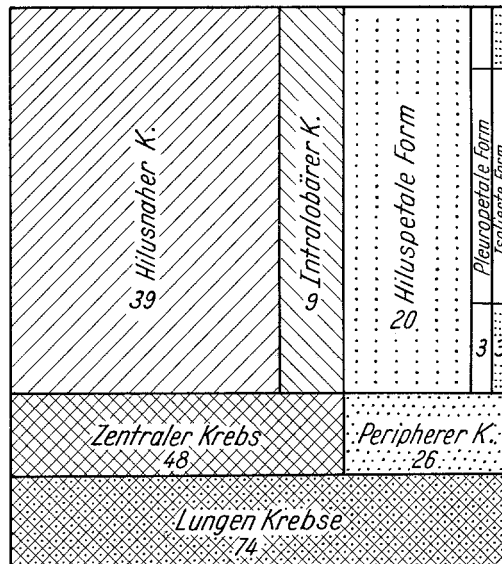 39 Hilusnaher K.
9 Intralobärer K.
20 Hiluspetale Form
3 Pleuropetale Form
Zentraler Krebs
48
Peripherer K.
26
Lungen Krebse
74